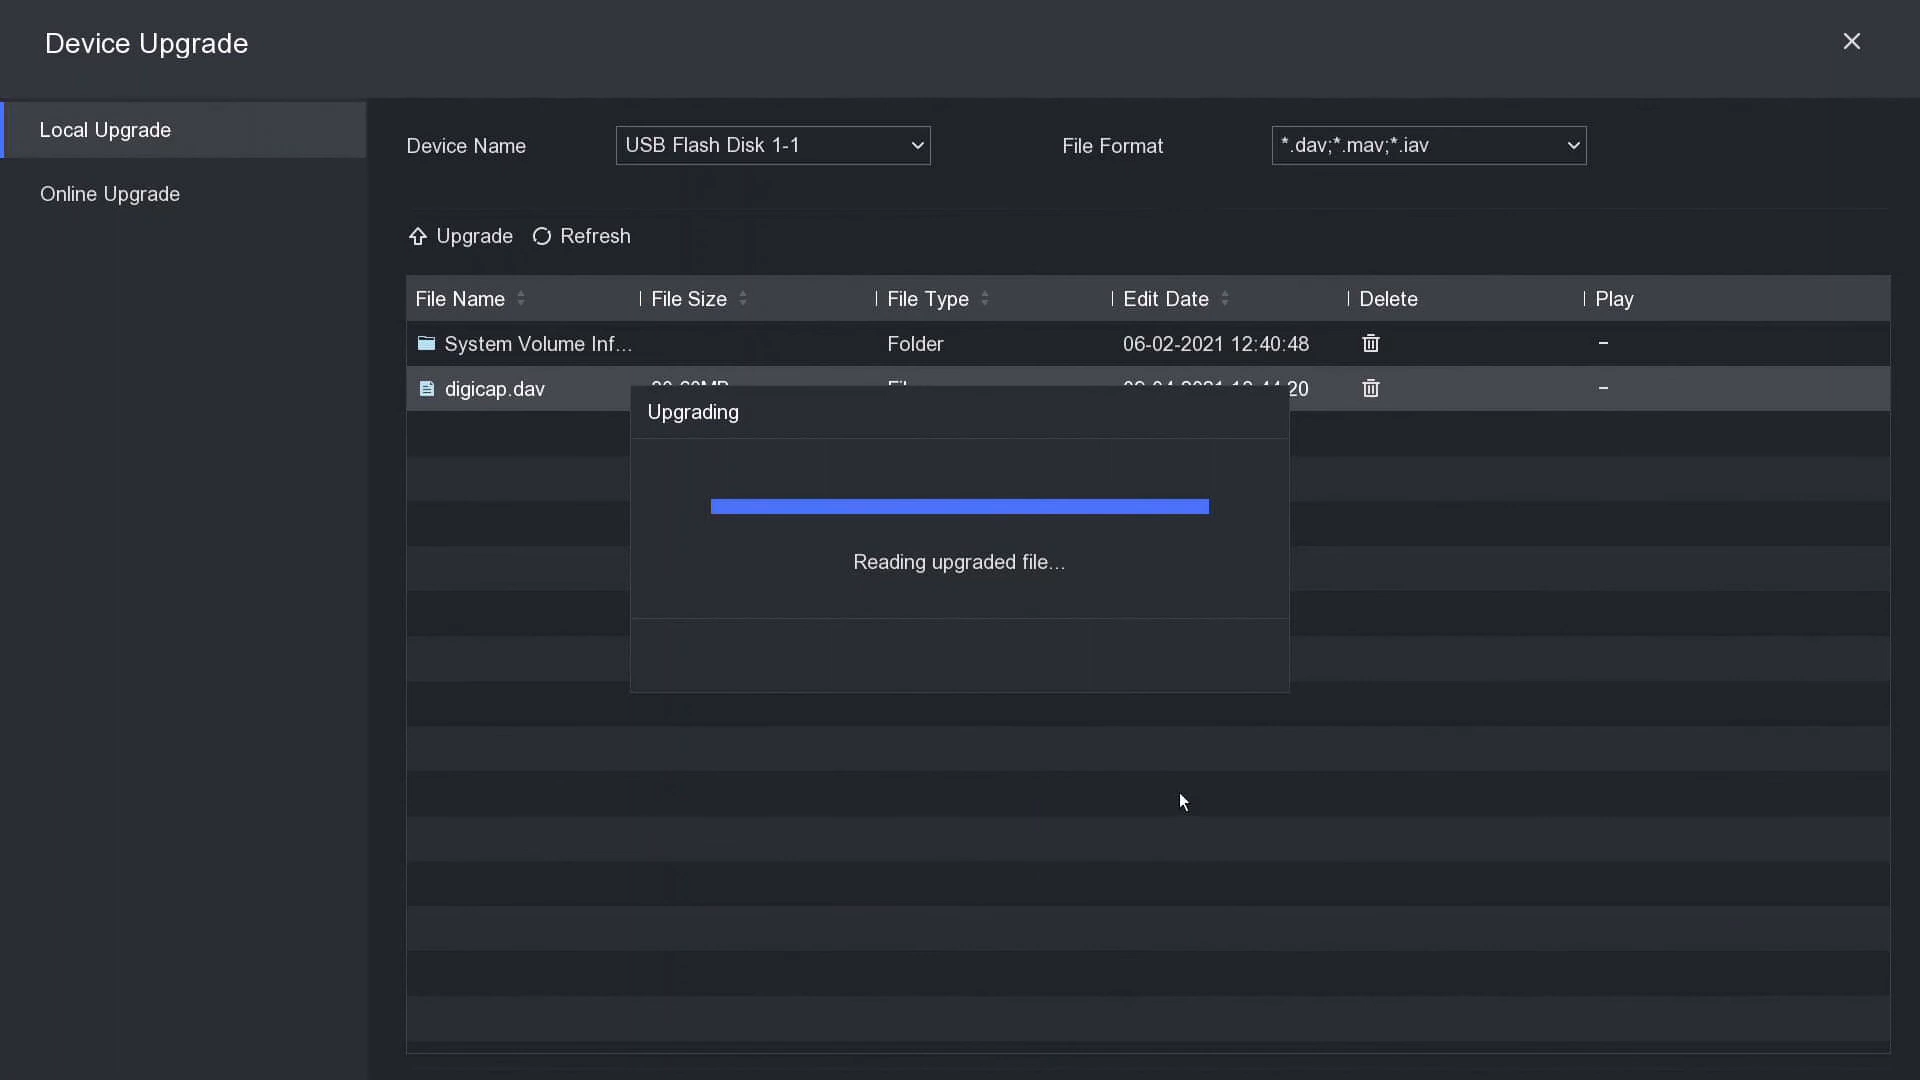 Device Upgrade
Local Upgrade
Online Upgrade
Device Name USB Flash Disk 1-1 File Format *.dav;*.mav;*.iav
Upgrade Refresh
File Name File Size File Type Edit Date Delete Play
System Volume Inf... Folder 06-02-2021 12:40:48 –
digicap.dav –
Upgrading
Reading upgraded file...